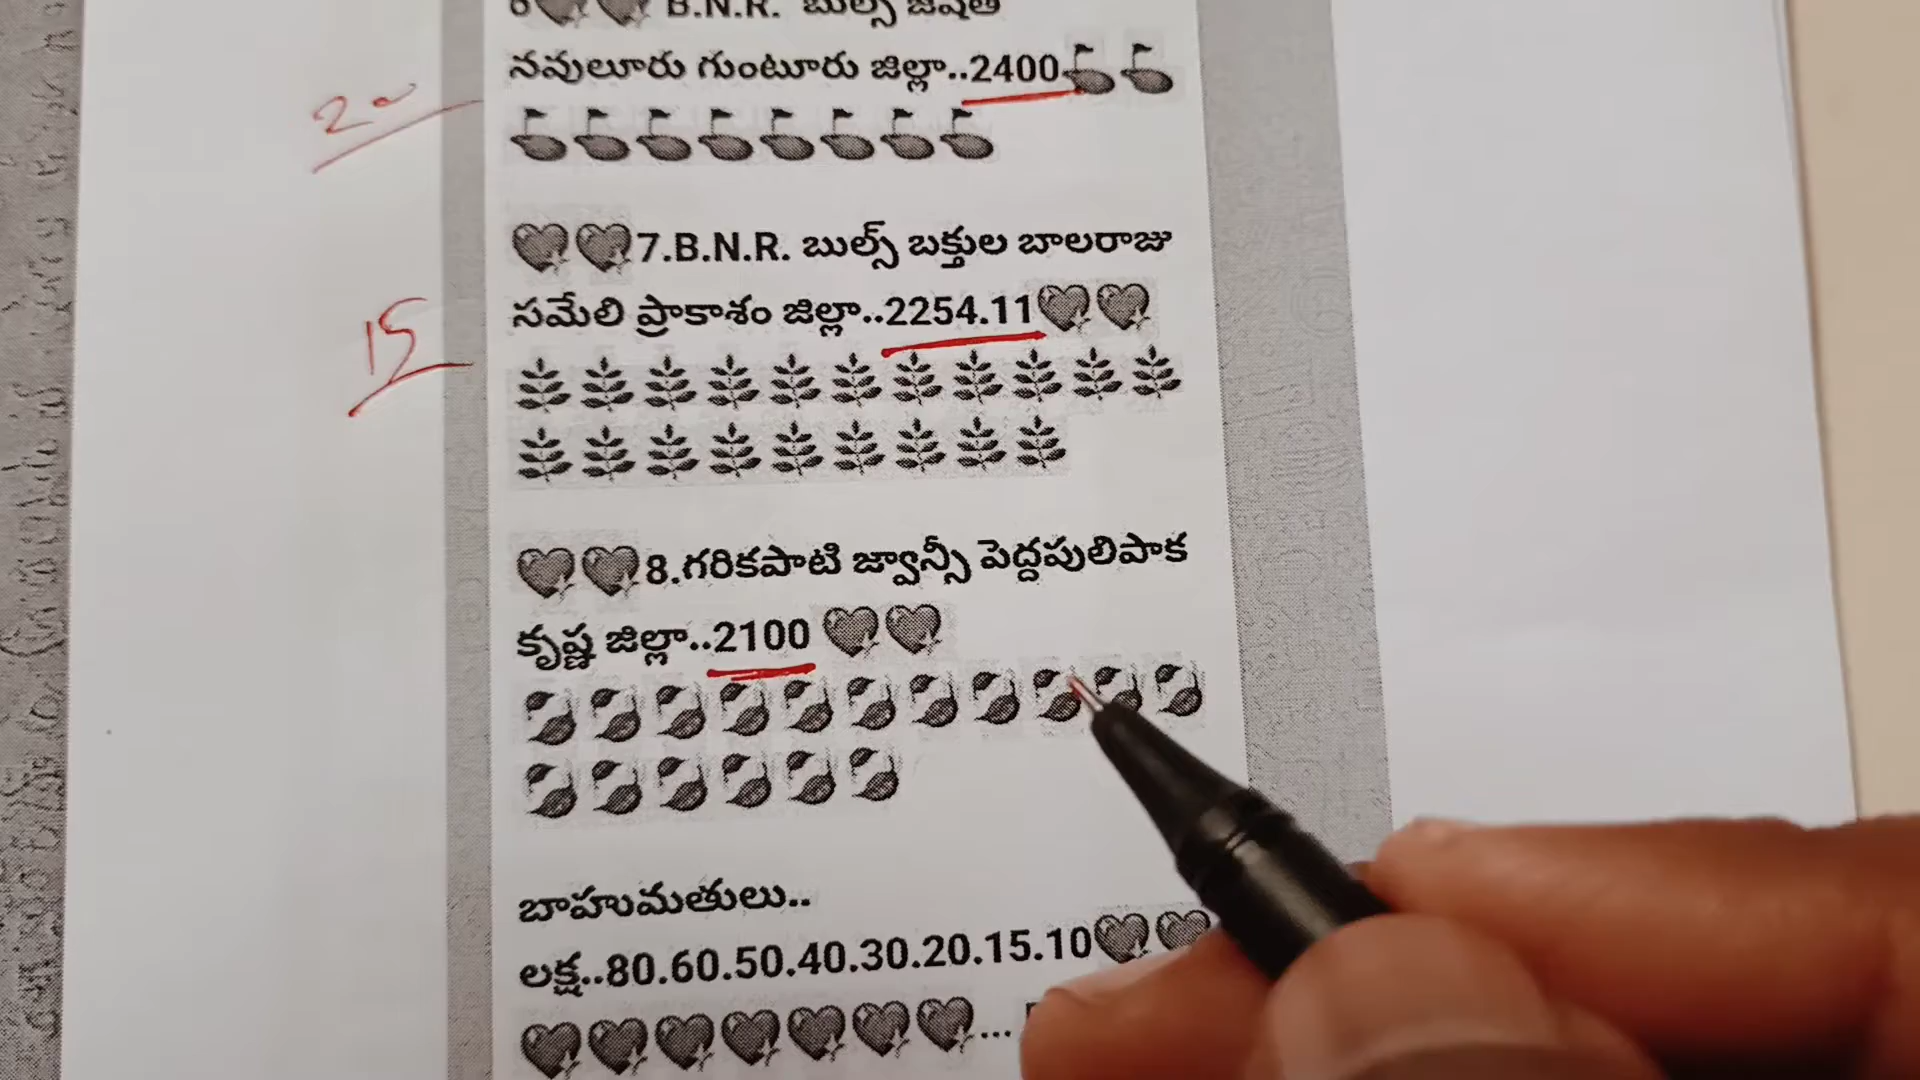 B.N.R. బుల్స్
నవులూరు గుంటూరు జిల్లా..2400
20
7.B.N.R. బుల్స్ బక్తుల బాలరాజు
15
సమేలి ప్రాకాశం జిల్లా..2254.11
8.గరికపాటి జ్వాన్సీ పెద్దపులిపాక
కృష్ణ జిల్లా..2100
బాహుమతులు..
లక్ష..80.60.50.40.30.20.15.10
...